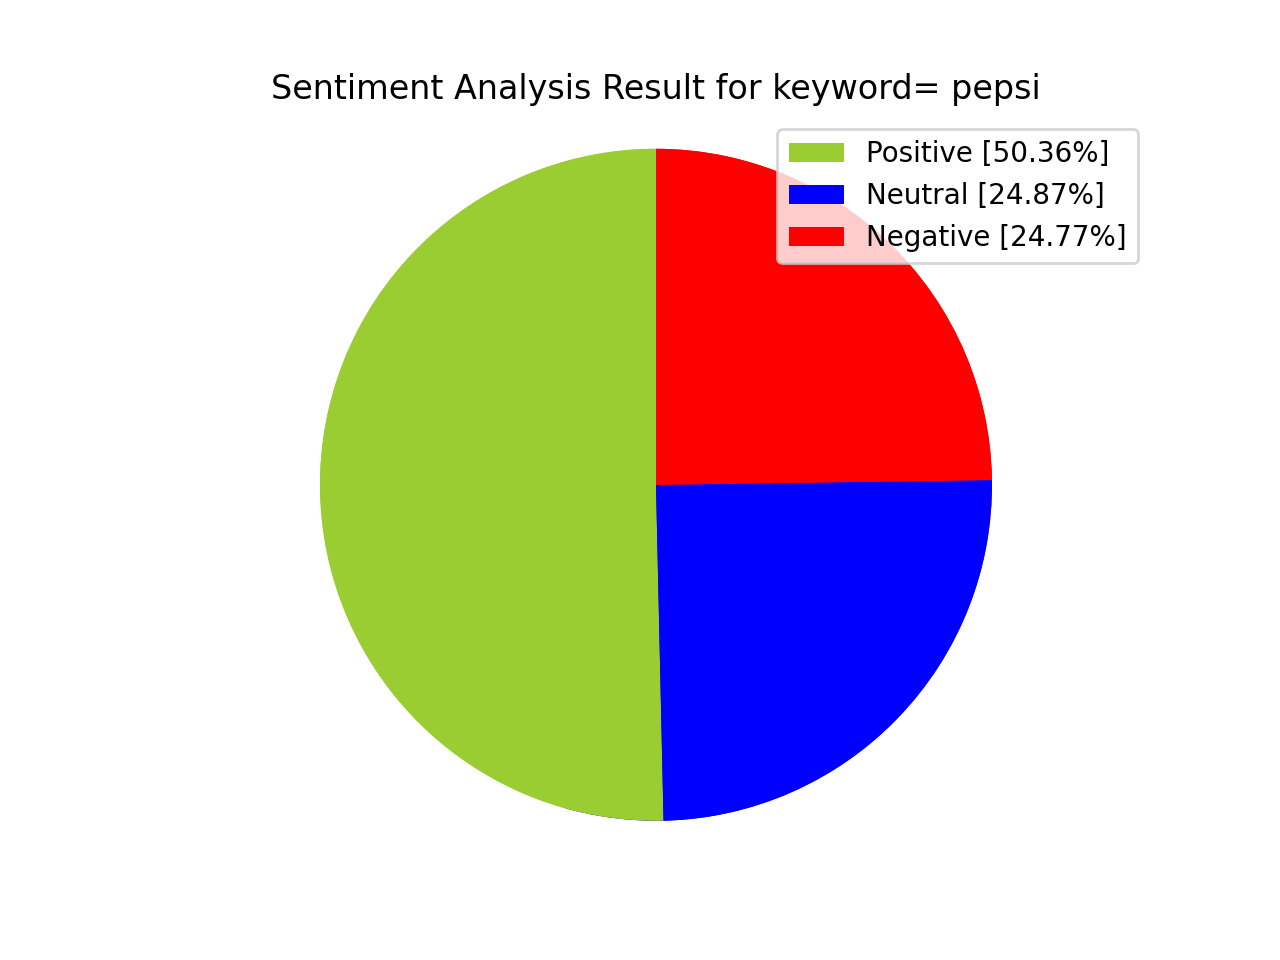 Sentiment Analysis Result for keyword= pepsi
Positive [50.36%]
Neutral [24.87%]
Negative [24.77%]